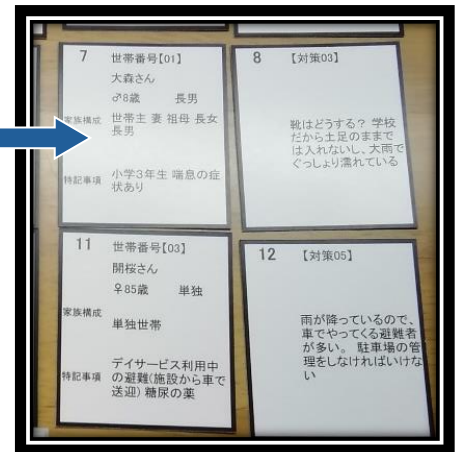 7 世帯番号【01】
大森さん
♂8歳 長男
家族構成 世帯主 妻 祖母 長女
長男
特記事項 小学3年生 喘息の症
状あり
8 【対策03】
靴はどうする? 学校
だから土足のままで
は入れないし、大雨で
ぐっしょり濡れている
11 世帯番号【03】
開桜さん
♀85歳 単独
家族構成
単独世帯
特記事項 デイサービス利用中
の避難(施設から車で
送迎) 糖尿の薬
12 【対策05】
雨が降っているので、
車でやってくる避難者
が多い。 駐車場の管
理をしなければいけな
い